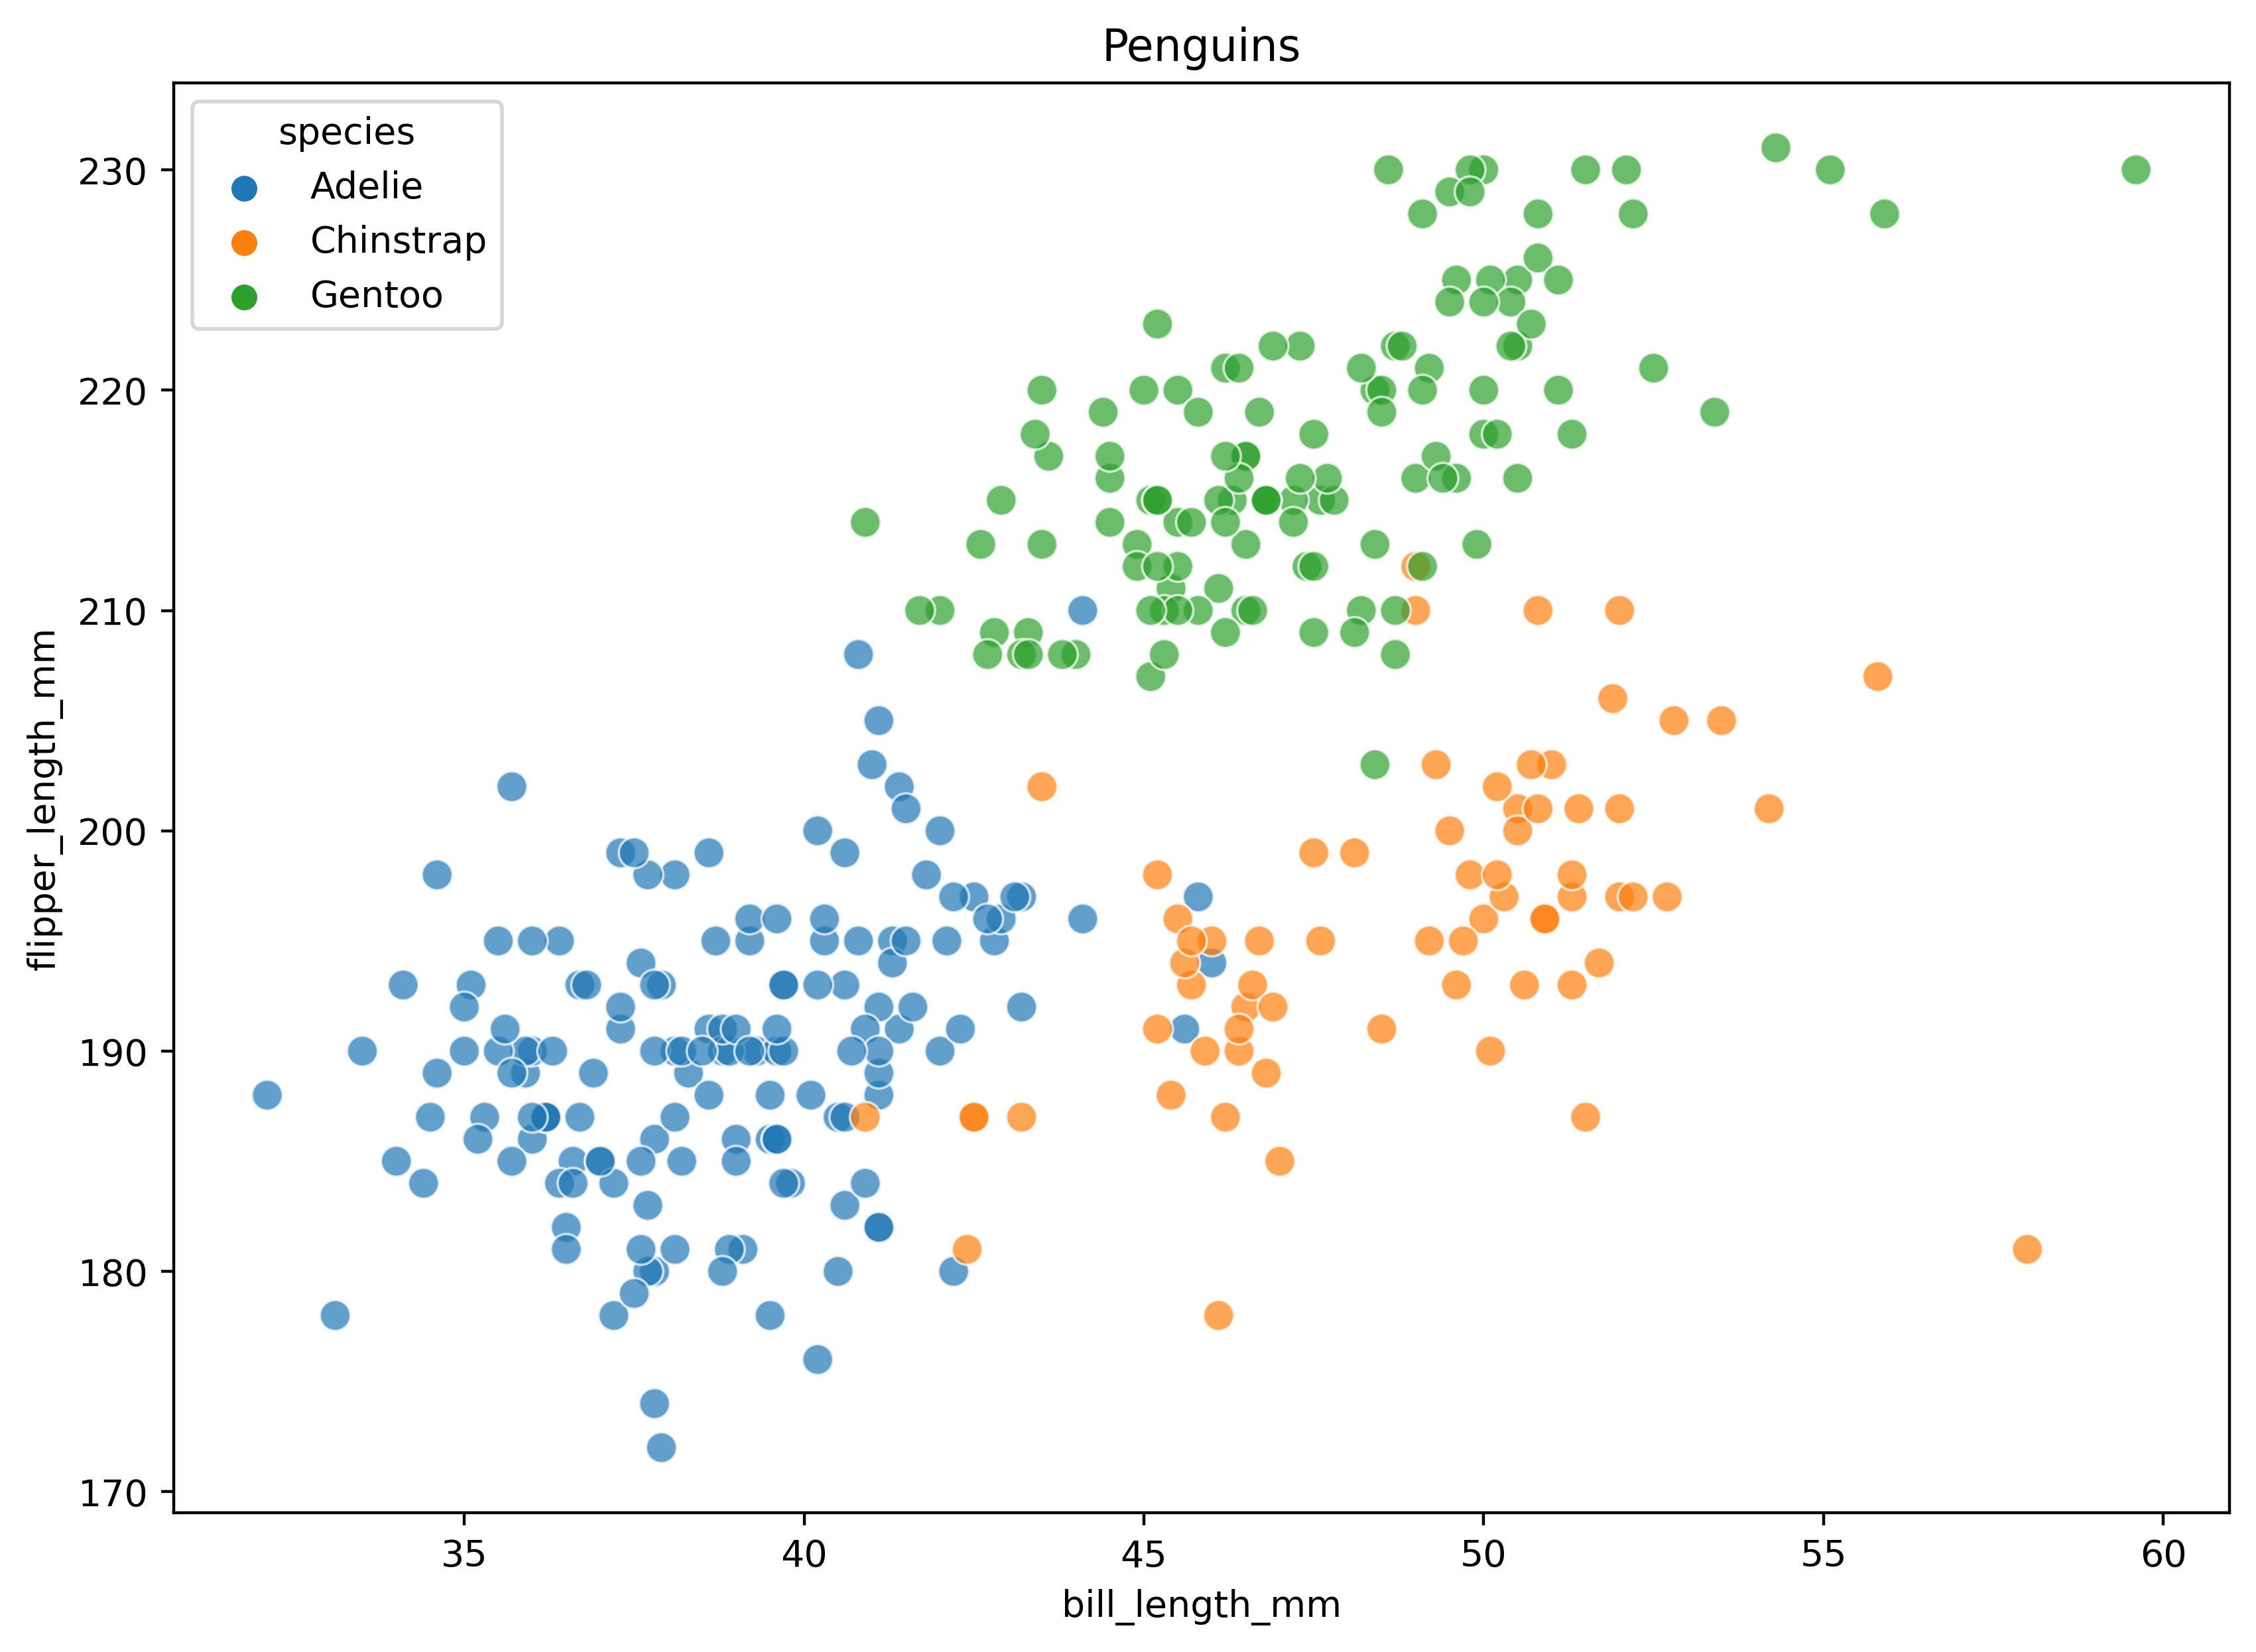 Penguins
species
Adelie
Chinstrap
Gentoo
flipper_length_mm
230
220
210
200
190
180
170
35 40 45 50 55 60
bill_length_mm